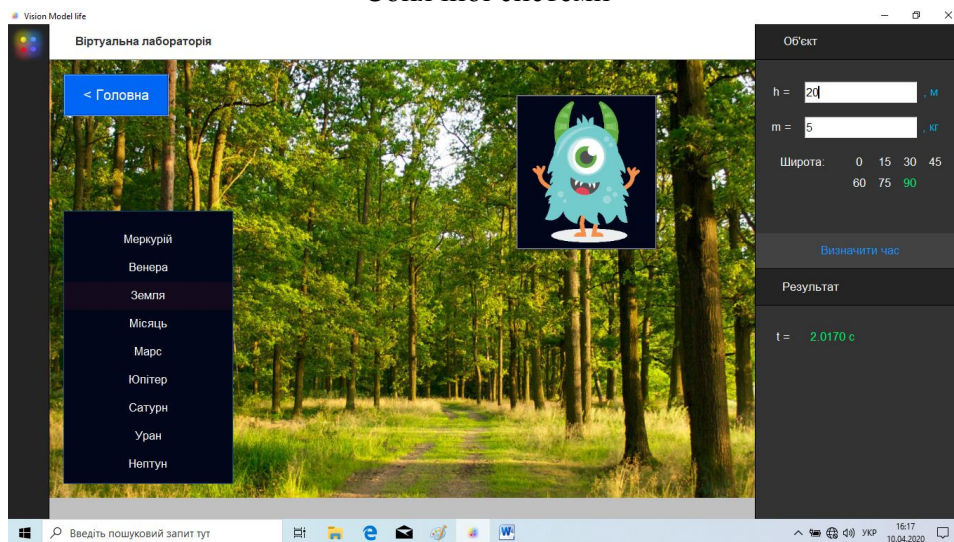 Vision Model life
Віртуальна лабораторія
< Головна
Меркурій
Венера
Земля
Місяць
Марс
Юпітер
Сатурн
Уран
Нептун
Об'єкт
h = 20 , м
m = 5 , кг
Широта: 0 15 30 45
60 75 90
Визначити час
Результат
t = 2.0170 c
Введіть пошуковий запит тут
УКР
16:17
10.04.2020